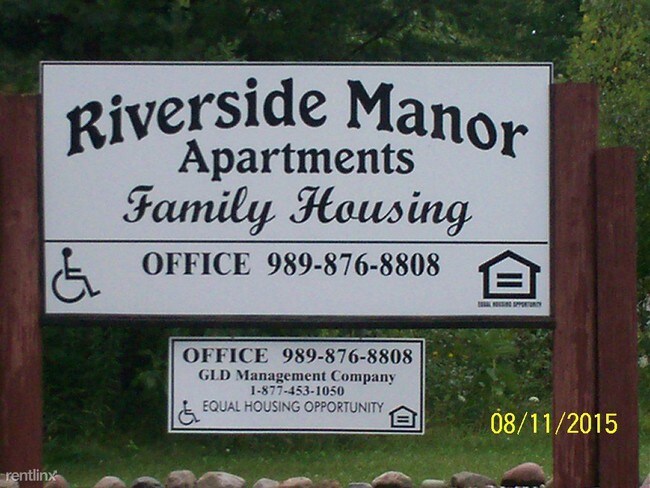 Riverside Manor
Apartments
Family Housing
OFFICE 989-876-8808
EQUAL HOUSING OPPORTUNITY
OFFICE 989-876-8808
GLD Management Company
1-877-453-1050
EQUAL HOUSING OPPORTUNITY
08/11/2015
rentlinx